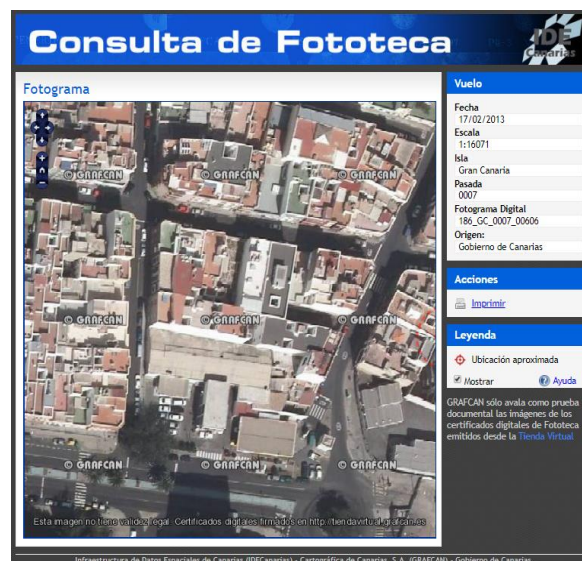 Consulta de Fototeca
IDE
Canarias
Fotograma
© GRAFCAN © GRAFCAN © GRAFCAN
© GRAFCAN © GRAFCAN © GRAFCAN
© GRAFCAN © GRAFCAN © GRAFCAN
Esta imagen no tiene validez legal. Certificados digitales firmados en http://tiendavirtual.grafcan.es
Vuelo
Fecha
17/02/2013
Escala
1:16071
Isla
Gran Canaria
Pasada
0007
Fotograma Digital
186_GC_0007_00606
Origen:
Gobierno de Canarias
Acciones
Imprimir
Leyenda
Ubicación aproximada
Mostrar Ayuda
GRAFCAN sólo avala como prueba
documental las imágenes de los
certificados digitales de Fototeca
emitidos desde la Tienda Virtual
Infraestructura de Datos Espaciales de Canarias (IDECanarias) - Cartográfica de Canarias, S.A. (GRAFCAN) - Gobierno de Canarias